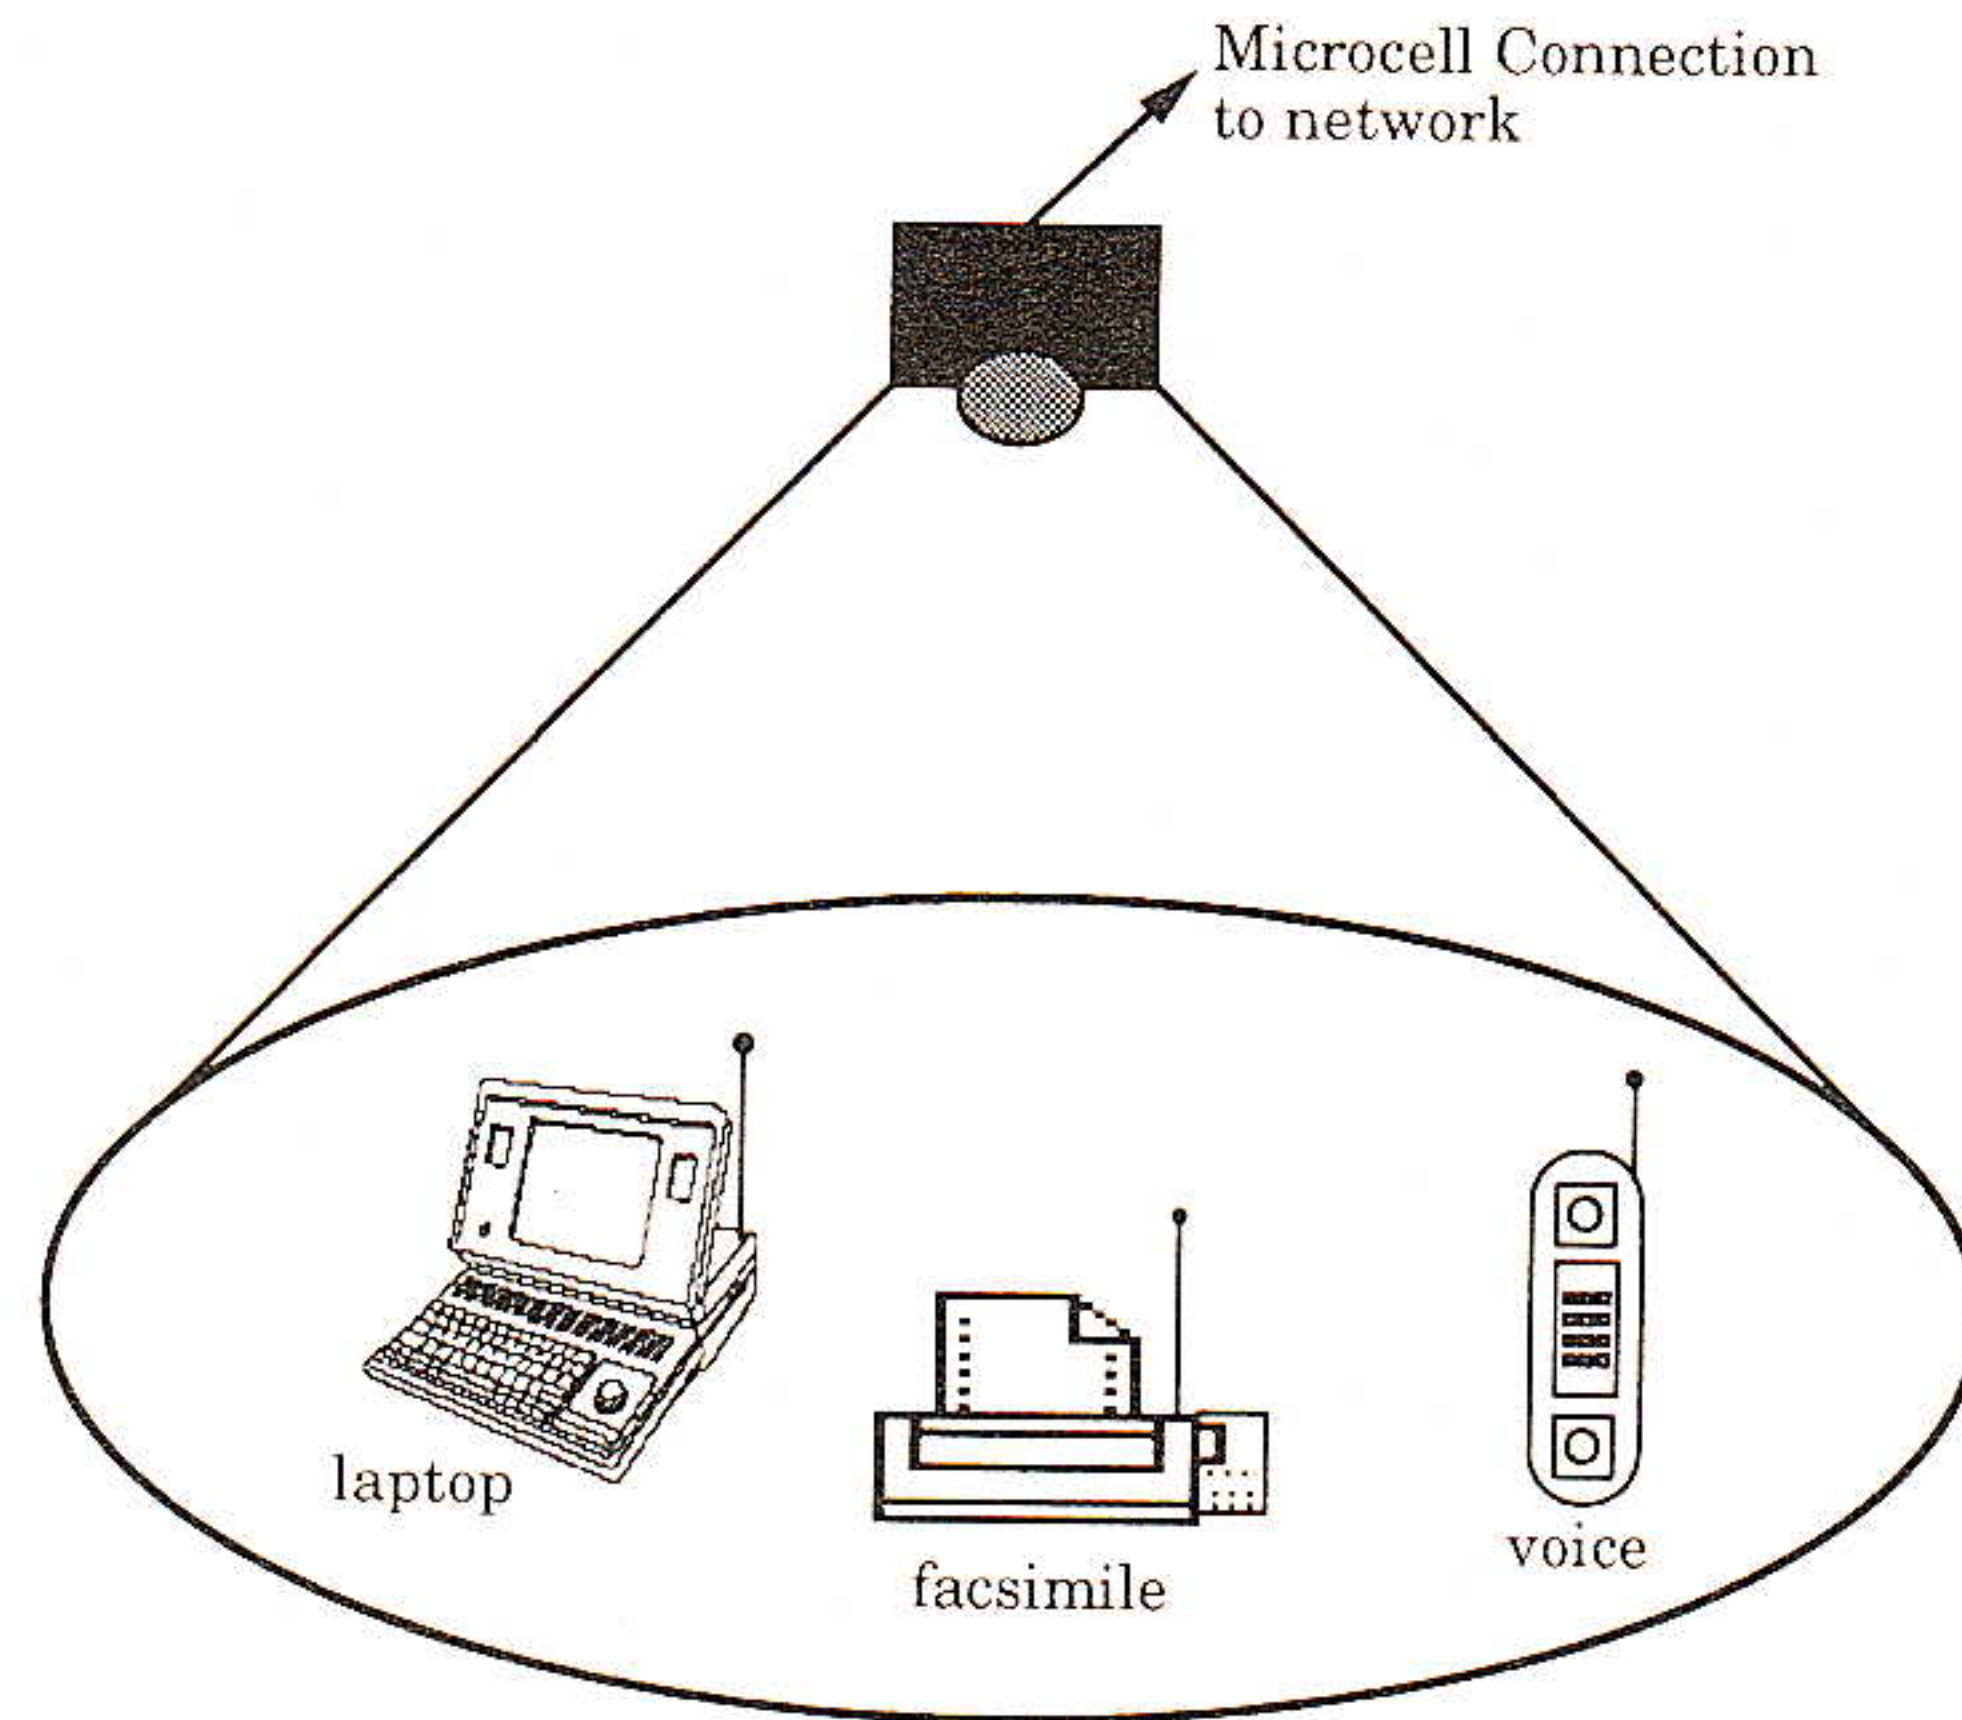 Microcell Connection
to network
laptop
facsimile
voice